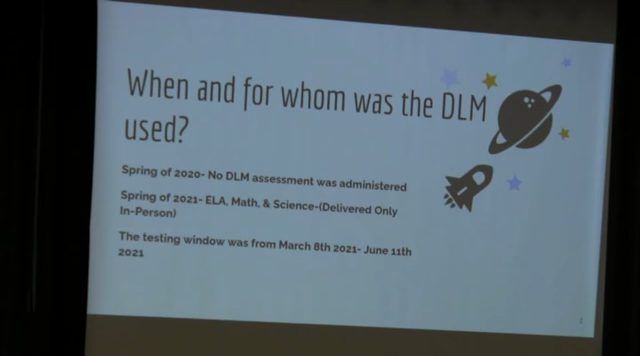 When and for whom was the DLM
used?
Spring of 2020- No DLM assessment was administered
Spring of 2021- ELA, Math, & Science-(Delivered Only
In-Person)
The testing window was from March 8th 2021- June 11th
2021